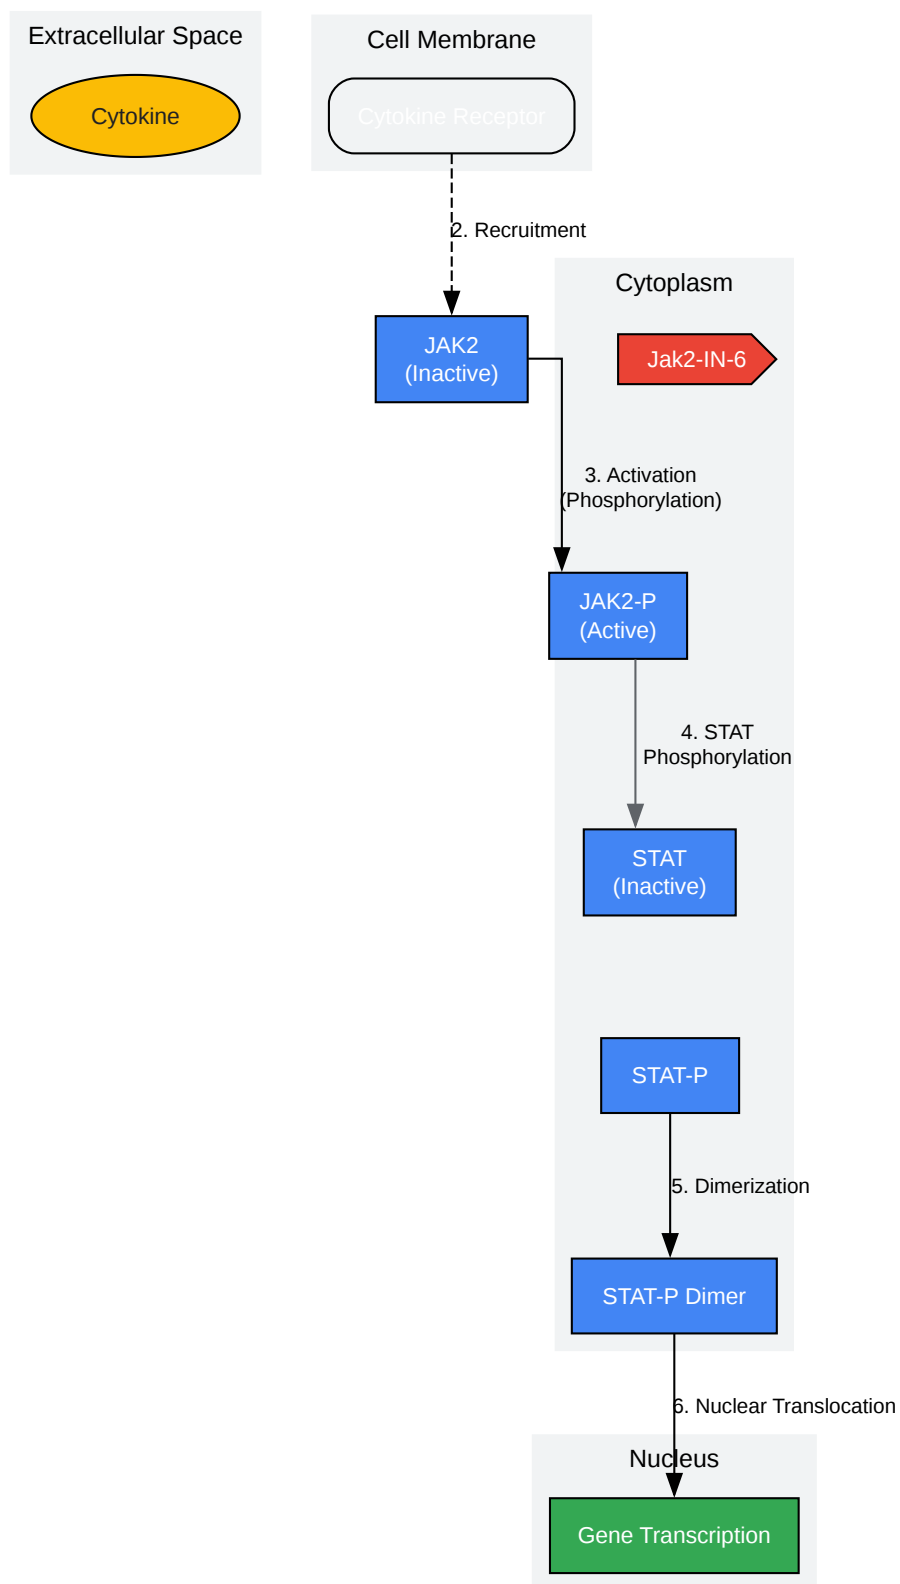 Extracellular Space
Cytokine
Cell Membrane
Cytokine Receptor
2. Recruitment
JAK2
(Inactive)
Cytoplasm
Jak2-IN-6
3. Activation
(Phosphorylation)
JAK2-P
(Active)
4. STAT
Phosphorylation
STAT
(Inactive)
STAT-P
5. Dimerization
STAT-P Dimer
6. Nuclear Translocation
Nucleus
Gene Transcription